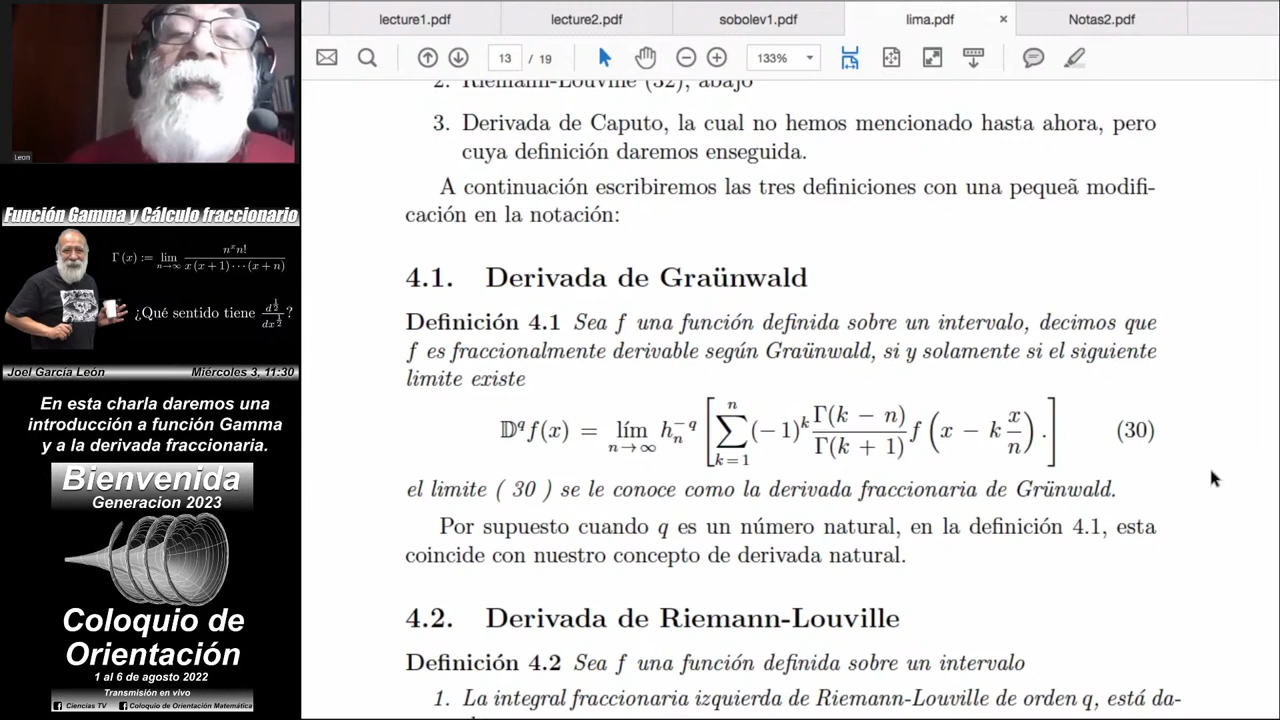 lecture1.pdf
lecture2.pdf
sobolev1.pdf
lima.pdf
×
Notas2.pdf
13 / 19
133%
Leon
Función Gamma y Cálculo fraccionario
Γ (x) := lim n→∞ nˣn! / x (x + 1) ··· (x + n)
¿Qué sentido tiene d^{1/2} / dx^{1/2} ?
Joel García León Miércoles 3, 11:30
En esta charla daremos una
introducción a función Gamma
y a la derivada fraccionaria.
Bienvenida
Generacion 2023
Coloquio de
Orientación
1 al 6 de agosto 2022
Transmisión en vivo
Ciencias TV Coloquio de Orientación Matemática
2. Riemann-Louville (32), abajo
3. Derivada de Caputo, la cual no hemos mencionado hasta ahora, pero
cuya definición daremos enseguida.
A continuación escribiremos las tres definiciones con una pequeã modifi-
cación en la notación:
4.1. Derivada de Graünwald
Definición 4.1 Sea f una función definida sobre un intervalo, decimos que
f es fraccionalmente derivable según Graünwald, si y solamente si el siguiente
limite existe
𝔻^q f(x) = lím n→∞ h_n^{−q} [ ∑_{k=1}^{n} (−1)^k Γ(k − n) / Γ(k + 1) f ( x − k x/n ) . ] (30)
el limite ( 30 ) se le conoce como la derivada fraccionaria de Grünwald.
Por supuesto cuando q es un número natural, en la definición 4.1, esta
coincide con nuestro concepto de derivada natural.
4.2. Derivada de Riemann-Louville
Definición 4.2 Sea f una función definida sobre un intervalo
1. La integral fraccionaria izquierda de Riemann-Louville de orden q, está da-